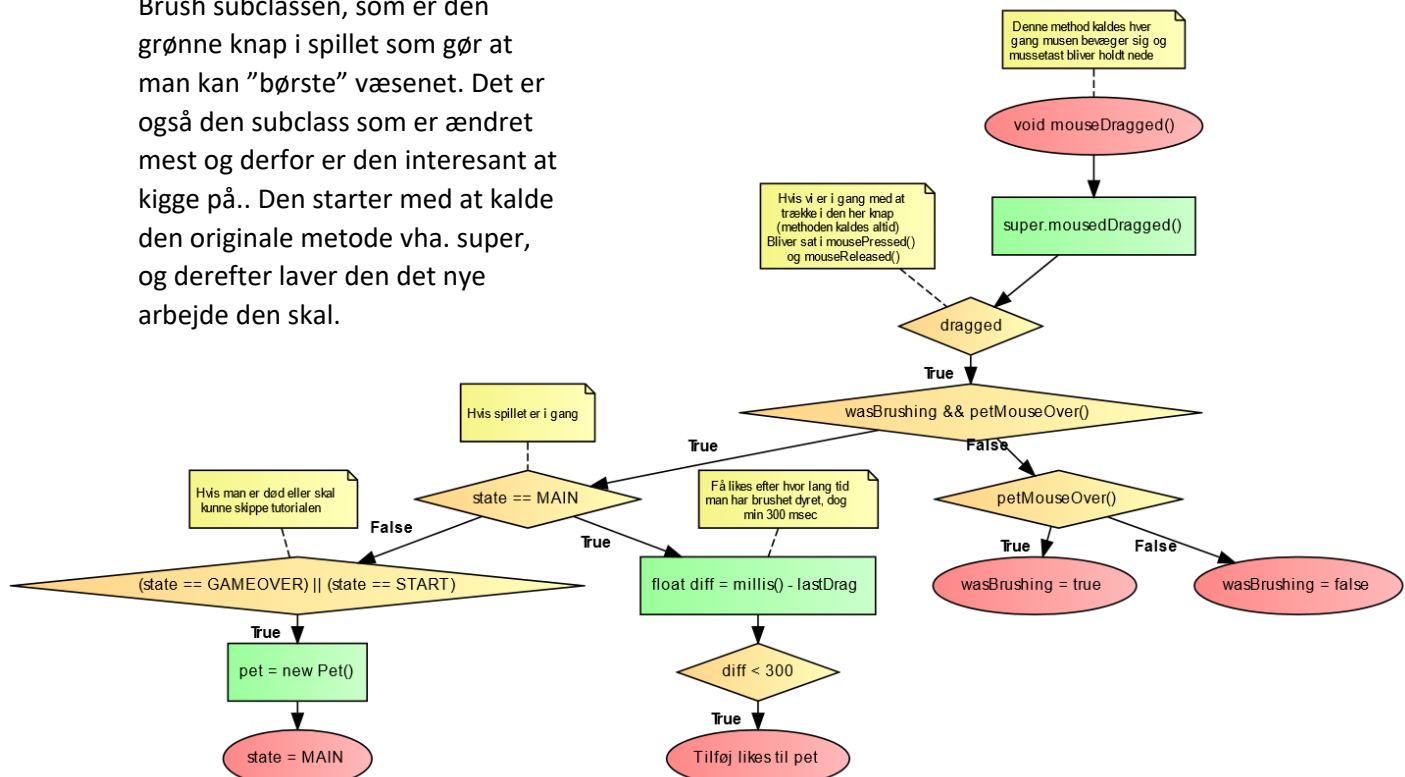 Brush subclassen, som er den
grønne knap i spillet som gør at
man kan ”børste” væsenet. Det er
også den subclass som er ændret
mest og derfor er den interesant at
kigge på.. Den starter med at kalde
den originale metode vha. super,
og derefter laver den det nye
arbejde den skal.
Denne method kaldes hver
gang musen bevæger sig og
mussetast bliver holdt nede
void mouseDragged()
super.mousedDragged()
Hvis vi er i gang med at
trække i den her knap
(methoden kaldes altid)
Bliver sat i mousePressed()
og mouseReleased()
dragged
True
wasBrushing && petMouseOver()
True
False
Hvis spillet er i gang
state == MAIN
False
True
Få likes efter hvor lang tid
man har brushet dyret, dog
min 300 msec
petMouseOver()
True
False
Hvis man er død eller skal
kunne skippe tutorialen
(state == GAMEOVER) || (state == START)
float diff = millis() - lastDrag
wasBrushing = true
wasBrushing = false
True
pet = new Pet()
diff < 300
True
state = MAIN
Tilføj likes til pet